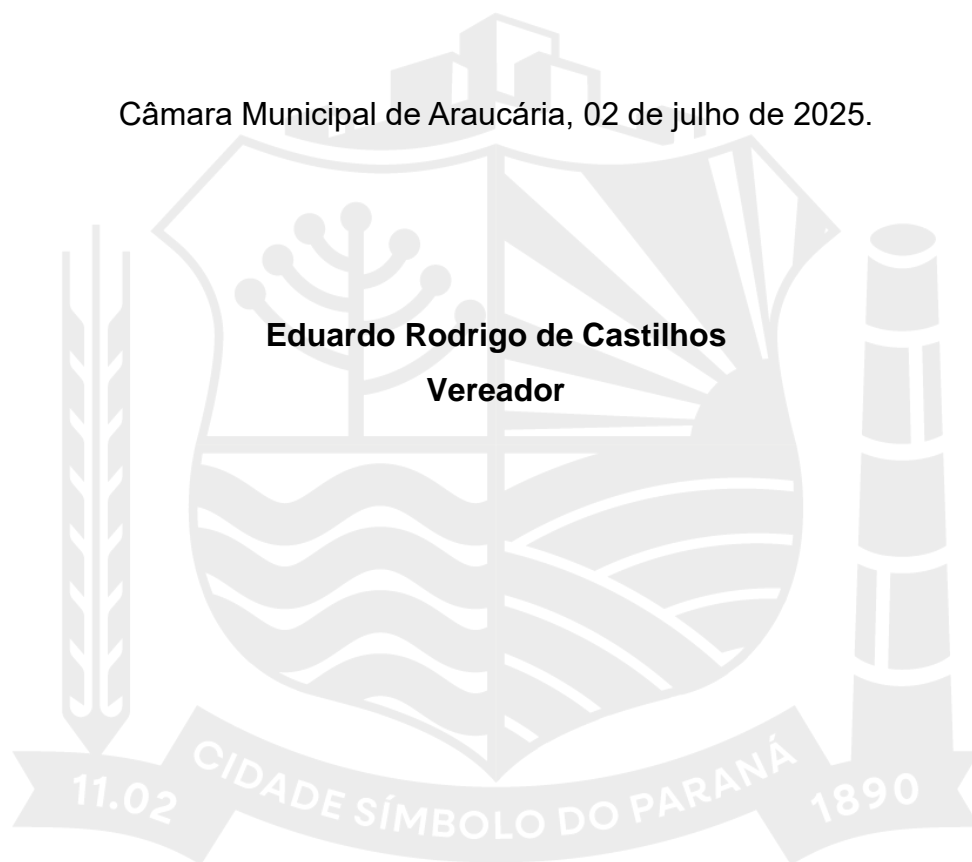 Câmara Municipal de Araucária, 02 de julho de 2025.
Eduardo Rodrigo de Castilhos
Vereador
11.02 CIDADE SÍMBOLO DO PARANÁ 1890